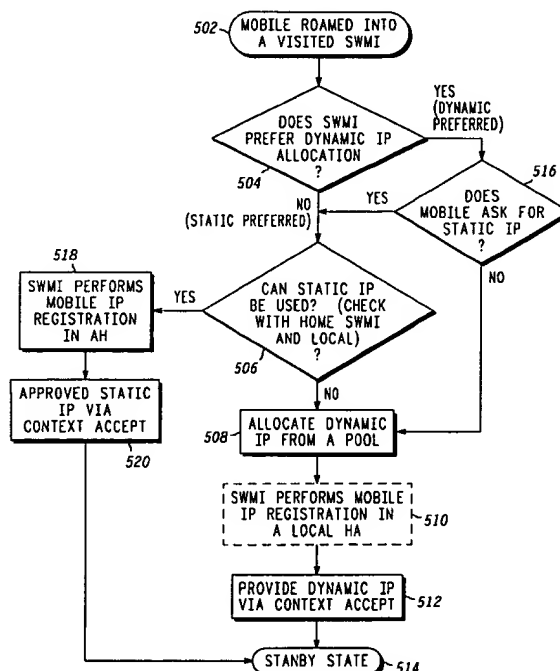 502
MOBILE ROAMED INTO
A VISITED SWMI
DOES SWMI
PREFER DYNAMIC IP
ALLOCATION
?
504
YES
(DYNAMIC
PREFERRED)
516
DOES
MOBILE ASK FOR
STATIC IP
?
YES
NO
NO
(STATIC PREFERRED)
CAN STATIC IP
BE USED? (CHECK
WITH HOME SWMI
AND LOCAL)
?
506
YES
NO
518
SWMI PERFORMS
MOBILE IP
REGISTRATION
IN AH
APPROVED STATIC
IP VIA
CONTEXT ACCEPT
520
508
ALLOCATE DYNAMIC
IP FROM A POOL
SWMI PERFORMS MOBILE
IP REGISTRATION IN
A LOCAL HA
510
PROVIDE DYNAMIC IP
VIA CONTEXT ACCEPT
512
STANBY STATE
514